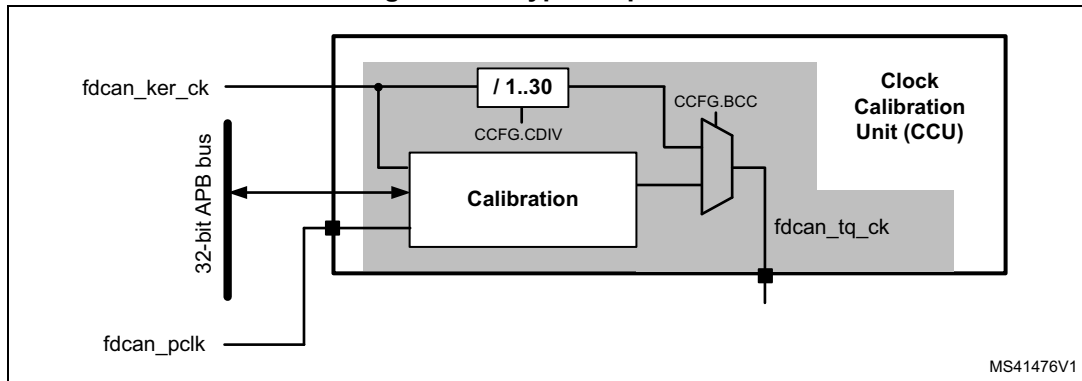 fdcan_ker_ck
/ 1..30
CCFG.CDIV
CCFG.BCC
Clock
Calibration
Unit (CCU)
32-bit APB bus
Calibration
fdcan_tq_ck
fdcan_pclk
MS41476V1